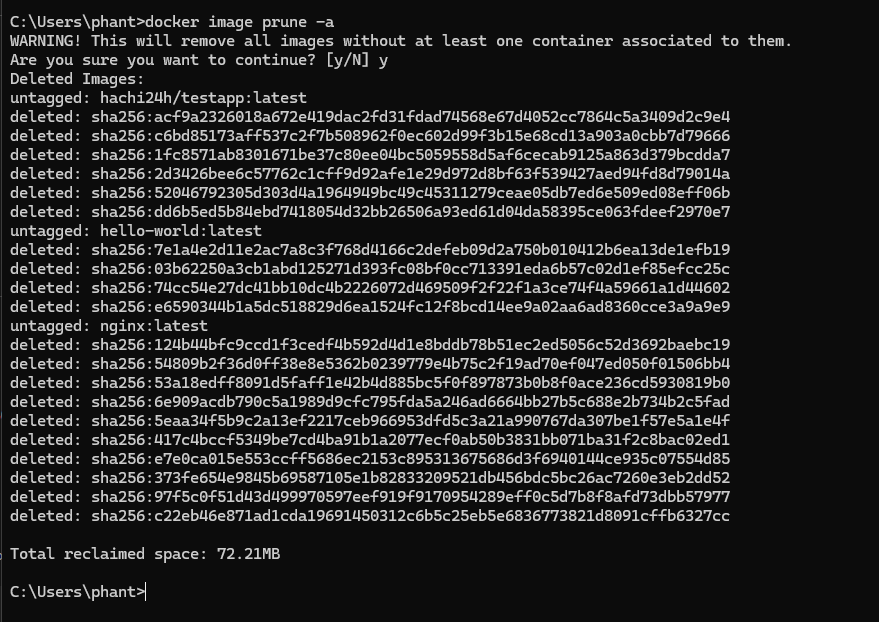 C:\Users\phant>docker image prune -a
WARNING! This will remove all images without at least one container associated to them.
Are you sure you want to continue? [y/N] y
Deleted Images:
untagged: hachi24h/testapp:latest
deleted: sha256:acf9a2326018a672e419dac2fd31fdad74568e67d4052cc7864c5a3409d2c9e4
deleted: sha256:c6bd85173aff537c2f7b508962f0ec602d99f3b15e68cd13a903a0cbb7d79666
deleted: sha256:1fc8571ab8301671be37c80ee04bc5059558d5af6cecab9125a863d379bcdda7
deleted: sha256:2d3426bee6c57762c1cff9d92afe1e29d972d8bf63f539427aed94fd8d79014a
deleted: sha256:52046792305d303d4a1964949bc49c45311279ceae05db7ed6e509ed08eff06b
deleted: sha256:dd6b5ed5b84ebd7418054d32bb26506a93ed61d04da58395ce063fdeef2970e7
untagged: hello-world:latest
deleted: sha256:7e1a4e2d11e2ac7a8c3f768d4166c2defeb09d2a750b010412b6ea13de1efb19
deleted: sha256:03b62250a3cb1abd125271d393fc08bf0cc713391eda6b57c02d1ef85efcc25c
deleted: sha256:74cc54e27dc41bb10dc4b2226072d469509f2f22f1a3ce74f4a59661a1d44602
deleted: sha256:e6590344b1a5dc518829d6ea1524fc12f8bcd14ee9a02aa6ad8360cce3a9a9e9
untagged: nginx:latest
deleted: sha256:124b44bfc9ccd1f3cedf4b592d4d1e8bddb78b51ec2ed5056c52d3692baebc19
deleted: sha256:54809b2f36d0ff38e8e5362b0239779e4b75c2f19ad70ef047ed050f01506bb4
deleted: sha256:53a18edff8091d5faff1e42b4d885bc5f0f897873b0b8f0ace236cd5930819b0
deleted: sha256:6e909acdb790c5a1989d9cfc795fda5a246ad6664bb27b5c688e2b734b2c5fad
deleted: sha256:5eaa34f5b9c2a13ef2217ceb966953dfd5c3a21a990767da307be1f57e5a1e4f
deleted: sha256:417c4bccf5349be7cd4ba91b1a2077ecf0ab50b3831bb071ba31f2c8bac02ed1
deleted: sha256:e7e0ca015e553ccff5686ec2153c895313675686d3f6940144ce935c07554d85
deleted: sha256:373fe654e9845b69587105e1b82833209521db456bdc5bc26ac7260e3eb2dd52
deleted: sha256:97f5c0f51d43d499970597eef919f9170954289eff0c5d7b8f8afd73dbb57977
deleted: sha256:c22eb46e871ad1cda19691450312c6b5c25eb5e6836773821d8091cffb6327cc
Total reclaimed space: 72.21MB
C:\Users\phant>